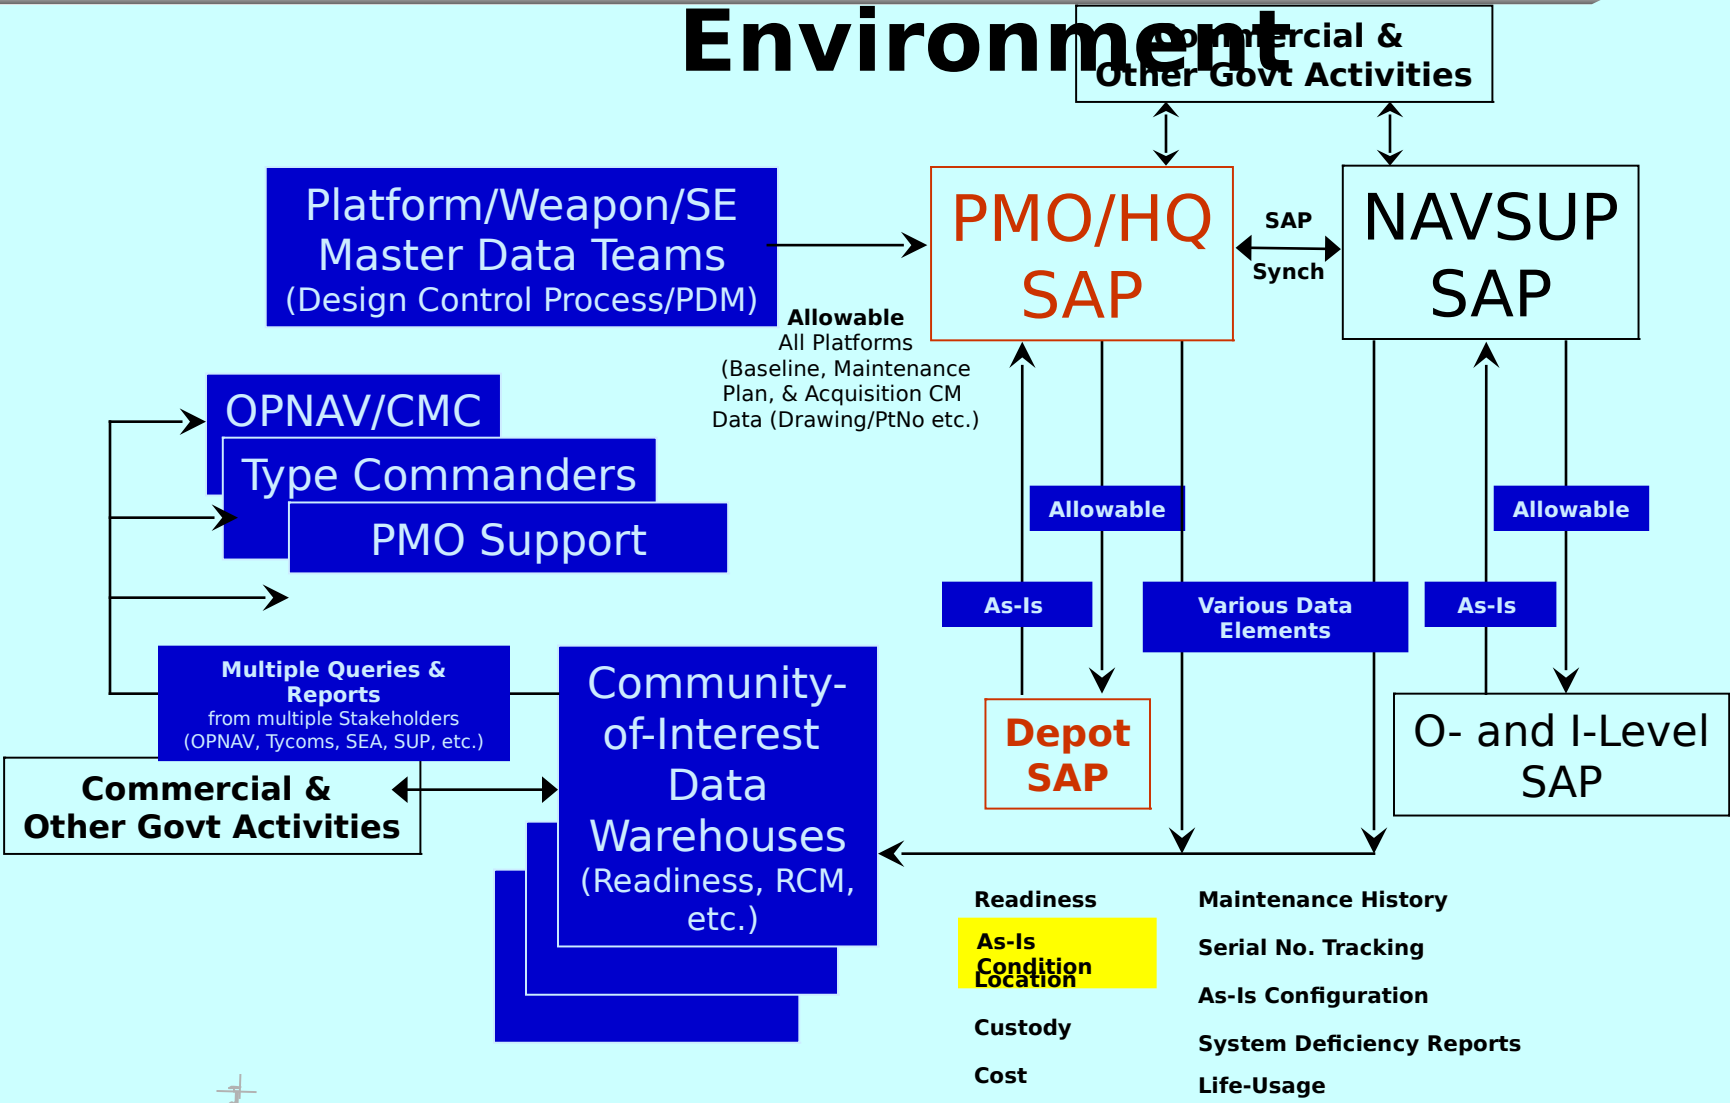 Environment
Commercial &
Other Govt Activities
Platform/Weapon/SE
Master Data Teams
(Design Control Process/PDM)
PMO/HQ
SAP
SAP
Synch
NAVSUP
SAP
Allowable
All Platforms
(Baseline, Maintenance
Plan, & Acquisition CM
Data (Drawing/PtNo etc.)
OPNAV/CMC
Type Commanders
PMO Support
Allowable
Allowable
As-Is
Various Data
Elements
As-Is
Multiple Queries &
Reports
from multiple Stakeholders
(OPNAV, Tycoms, SEA, SUP, etc.)
Community-
of-Interest
Data
Warehouses
(Readiness, RCM,
etc.)
Depot
SAP
O- and I-Level
SAP
Commercial &
Other Govt Activities
Readiness
As-Is
Condition
Location
Custody
Cost
Maintenance History
Serial No. Tracking
As-Is Configuration
System Deficiency Reports
Life-Usage